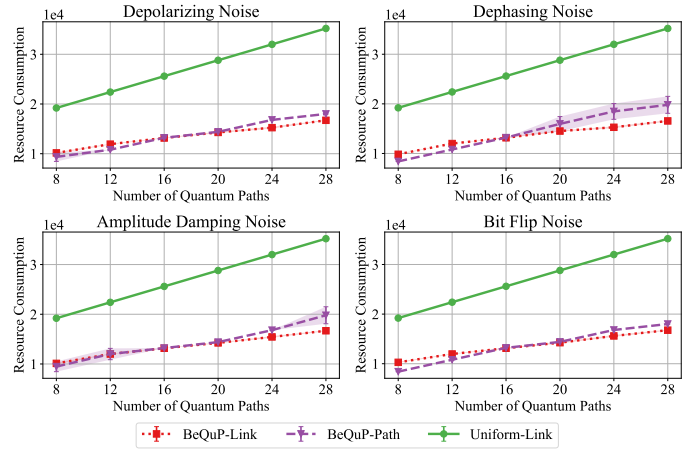 Depolarizing Noise
1e4
Resource Consumption
3
2
1
8 12 16 20 24 28
Number of Quantum Paths
Dephasing Noise
1e4
Resource Consumption
3
2
1
8 12 16 20 24 28
Number of Quantum Paths
Amplitude Damping Noise
1e4
Resource Consumption
3
2
1
8 12 16 20 24 28
Number of Quantum Paths
Bit Flip Noise
1e4
Resource Consumption
3
2
1
8 12 16 20 24 28
Number of Quantum Paths
BeQuP-Link BeQuP-Path Uniform-Link